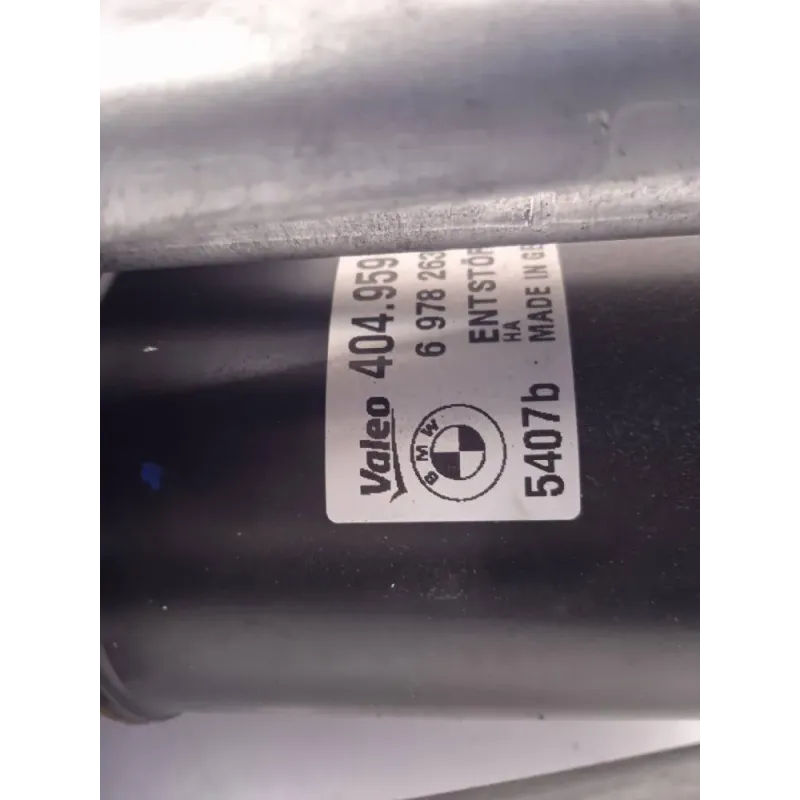 Valeo 404.959
BMW
6 978 263
ENTSTÖR
HA
5407b MADE IN GE